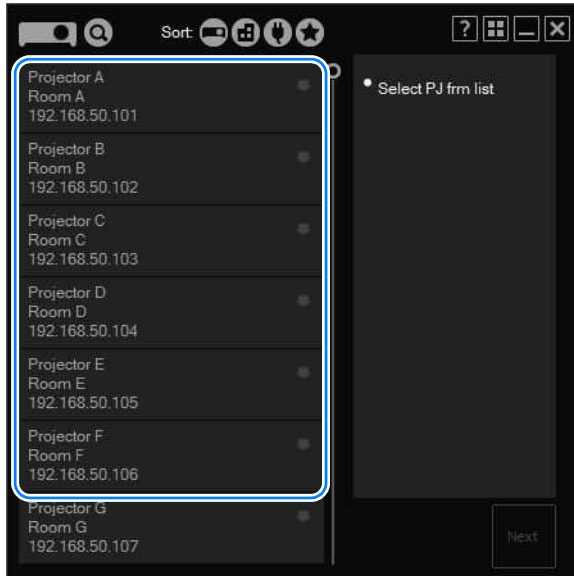 Sort:
?
Projector A
Room A
192.168.50.101
Projector B
Room B
192.168.50.102
Projector C
Room C
192.168.50.103
Projector D
Room D
192.168.50.104
Projector E
Room E
192.168.50.105
Projector F
Room F
192.168.50.106
Projector G
Room G
192.168.50.107
Select PJ frm list
Next